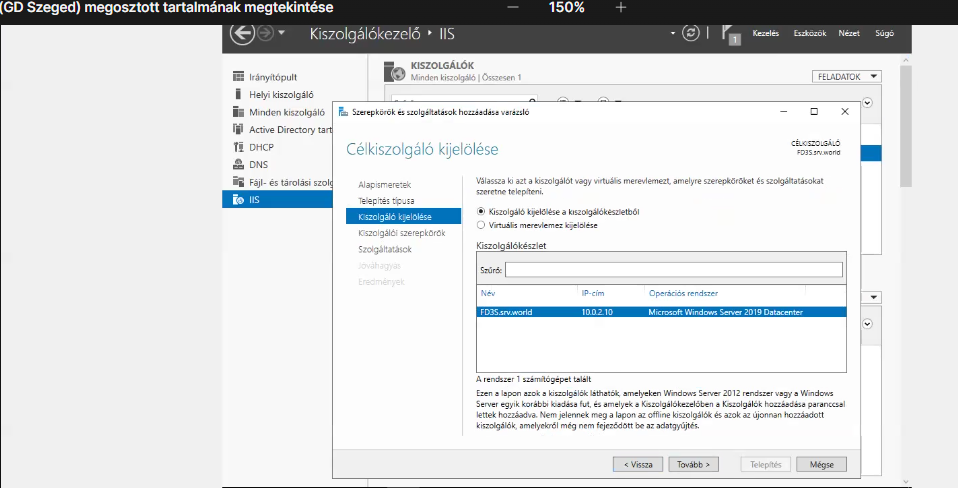 (GD Szeged) megosztott tartalmának megtekintése
150%
Kiszolgálókezelő
IIS
1
Kezelés
Eszközök
Nézet
Súgó
Irányítópult
Helyi kiszolgáló
Minden kiszolgáló
Active Directory tart
DHCP
DNS
Fájl- és tárolási szolg
IIS
KISZOLGÁLÓK
Minden kiszolgáló | Összesen 1
FELADATOK
Szerepkörök és szolgáltatások hozzáadása varázsló
Célkiszolgáló kijelölése
CÉLKISZOLGÁLÓ
FD3S.srv.world
Alapismeretek
Telepítés típusa
Kiszolgáló kijelölése
Kiszolgálói szerepkörök
Szolgáltatások
Jóváhagyás
Eredmények
Válassza ki azt a kiszolgálót vagy virtuális merevlemezt, amelyre szerepköröket és szolgáltatásokat
szeretne telepíteni.
Kiszolgáló kijelölése a kiszolgálókészletből
Virtuális merevlemez kijelölése
Kiszolgálókészlet
Szűrő:
Név IP-cím Operációs rendszer
FD3S.srv.world 10.0.2.10 Microsoft Windows Server 2019 Datacenter
A rendszer 1 számítógépet talált
Ezen a lapon azok a kiszolgálók láthatók, amelyeken Windows Server 2012 rendszer vagy a Windows
Server egyik korábbi kiadása fut, és amelyek a Kiszolgálókezelőben a Kiszolgálók hozzáadása paranccsal
lettek hozzáadva. Nem jelennek meg a lapon az offline kiszolgálók és azok az újonnan hozzáadott
kiszolgálók, amelyekről még nem fejeződött be az adatgyűjtés.
< Vissza
Tovább >
Telepítés
Mégse